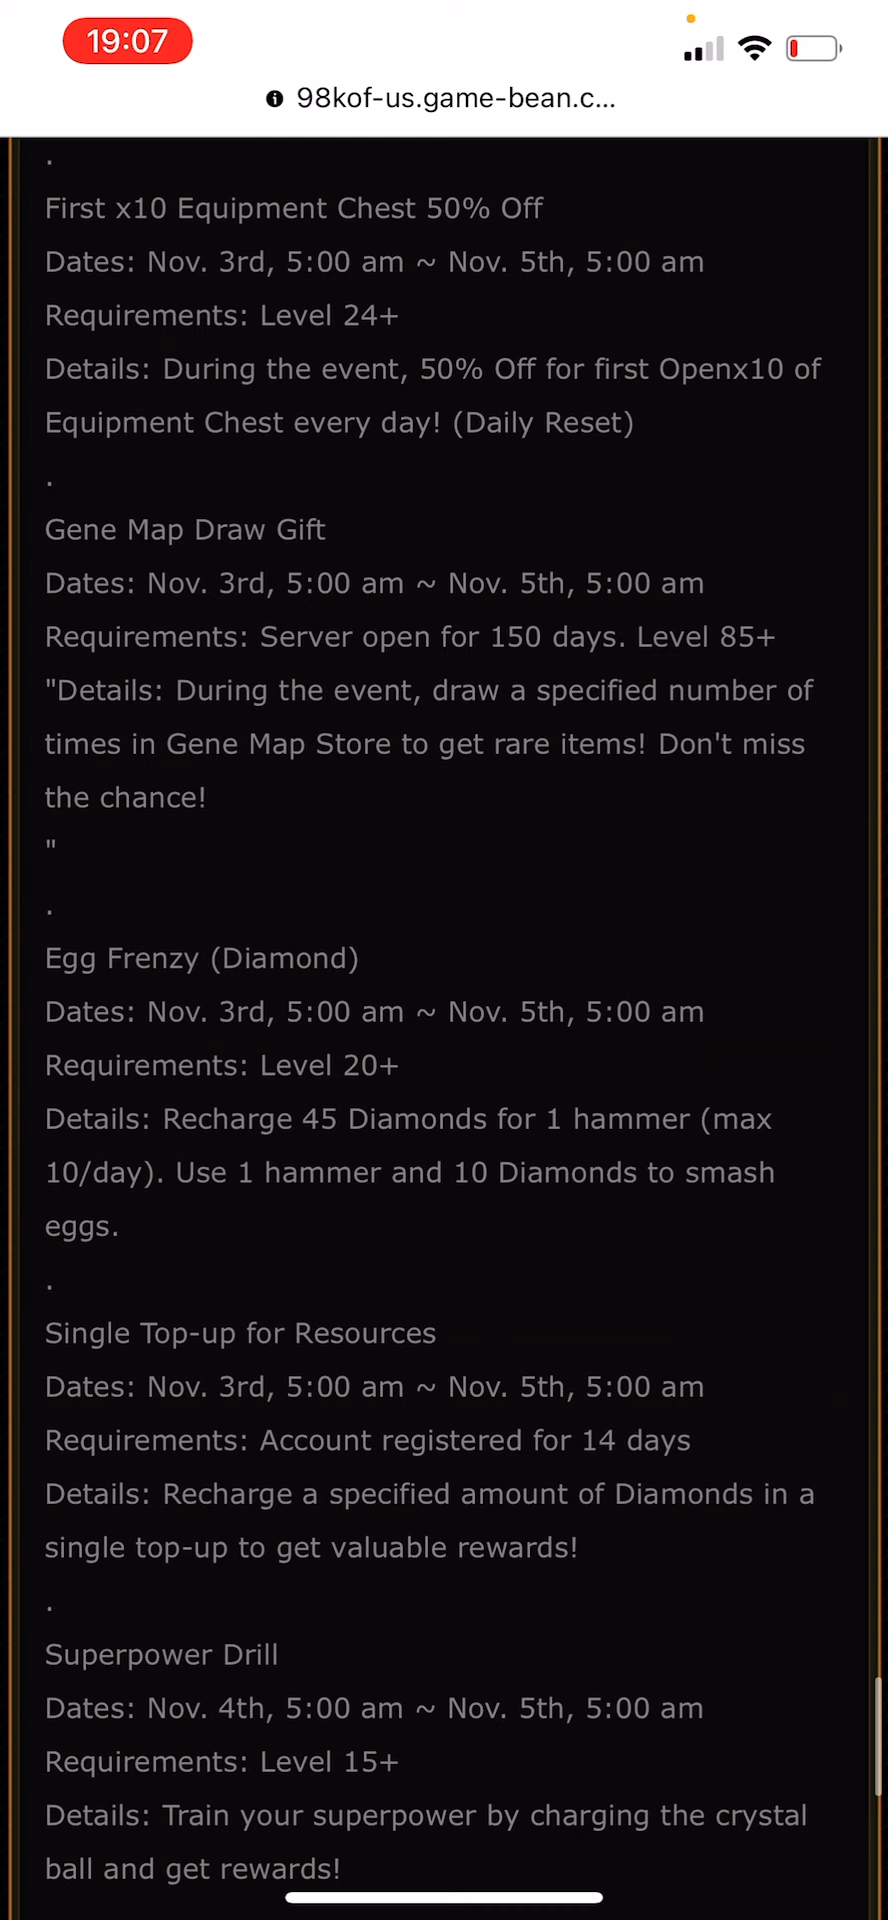 19:07
98kof-us.game-bean.c...
.
First x10 Equipment Chest 50% Off
Dates: Nov. 3rd, 5:00 am ~ Nov. 5th, 5:00 am
Requirements: Level 24+
Details: During the event, 50% Off for first Openx10 of
Equipment Chest every day! (Daily Reset)
.
Gene Map Draw Gift
Dates: Nov. 3rd, 5:00 am ~ Nov. 5th, 5:00 am
Requirements: Server open for 150 days. Level 85+
"Details: During the event, draw a specified number of
times in Gene Map Store to get rare items! Don't miss
the chance!
"
.
Egg Frenzy (Diamond)
Dates: Nov. 3rd, 5:00 am ~ Nov. 5th, 5:00 am
Requirements: Level 20+
Details: Recharge 45 Diamonds for 1 hammer (max
10/day). Use 1 hammer and 10 Diamonds to smash
eggs.
.
Single Top-up for Resources
Dates: Nov. 3rd, 5:00 am ~ Nov. 5th, 5:00 am
Requirements: Account registered for 14 days
Details: Recharge a specified amount of Diamonds in a
single top-up to get valuable rewards!
.
Superpower Drill
Dates: Nov. 4th, 5:00 am ~ Nov. 5th, 5:00 am
Requirements: Level 15+
Details: Train your superpower by charging the crystal
ball and get rewards!